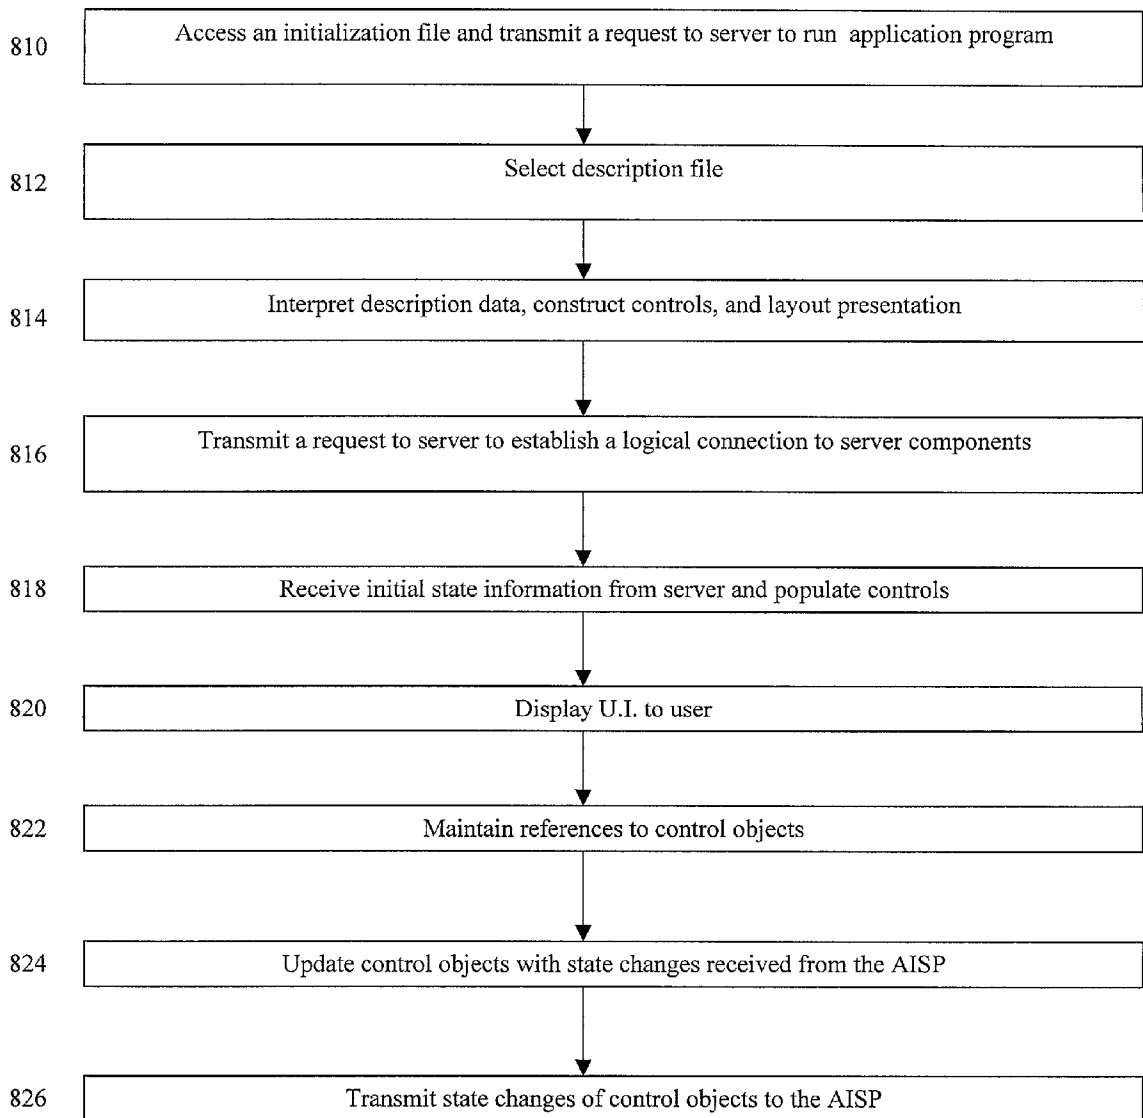 810 Access an initialization file and transmit a request to server to run application program
812 Select description file
814 Interpret description data, construct controls, and layout presentation
816 Transmit a request to server to establish a logical connection to server components
818 Receive initial state information from server and populate controls
820 Display U.I. to user
822 Maintain references to control objects
824 Update control objects with state changes received from the AISP
826 Transmit state changes of control objects to the AISP